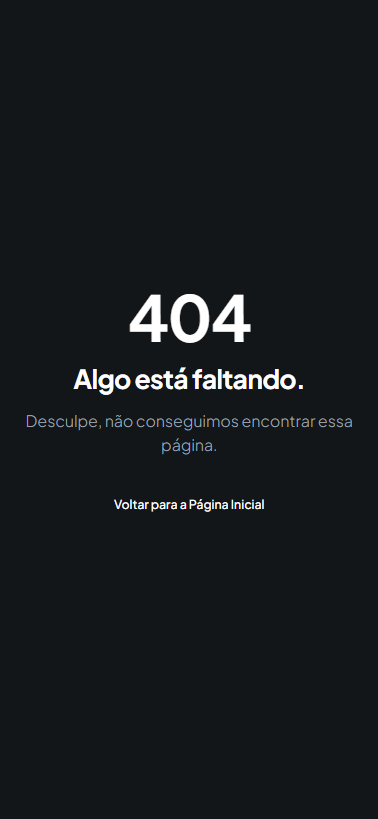 404
Algo está faltando.
Desculpe, não conseguimos encontrar essa
página.
Voltar para a Página Inicial